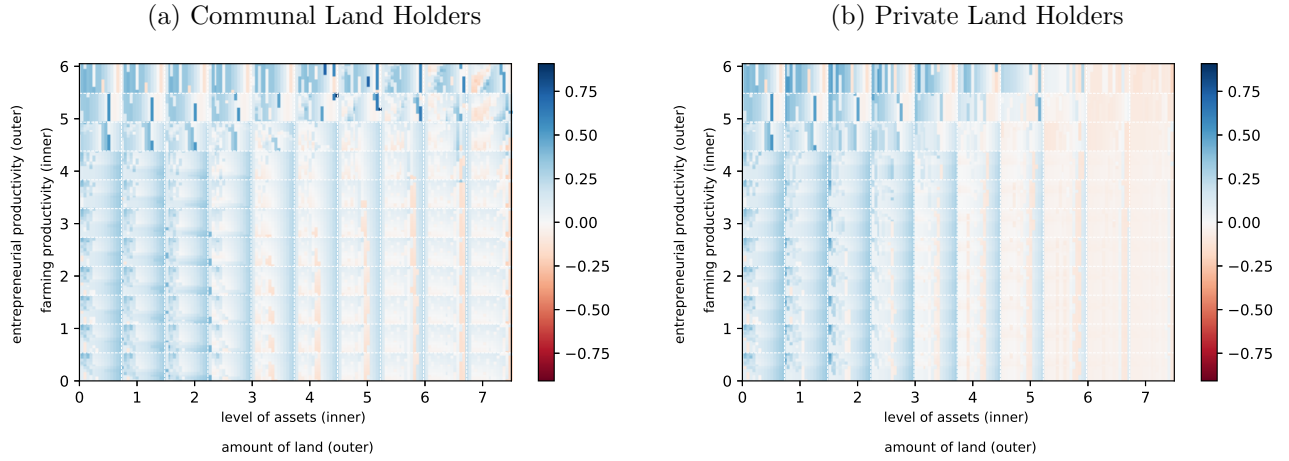 (a) Communal Land Holders
entrepreneurial productivity (outer)
farming productivity (inner)
6
5
4
3
2
1
0
0 1 2 3 4 5 6 7
level of assets (inner)
amount of land (outer)
0.75
0.50
0.25
0.00
−0.25
−0.50
−0.75
(b) Private Land Holders
entrepreneurial productivity (outer)
farming productivity (inner)
6
5
4
3
2
1
0
0 1 2 3 4 5 6 7
level of assets (inner)
amount of land (outer)
0.75
0.50
0.25
0.00
−0.25
−0.50
−0.75